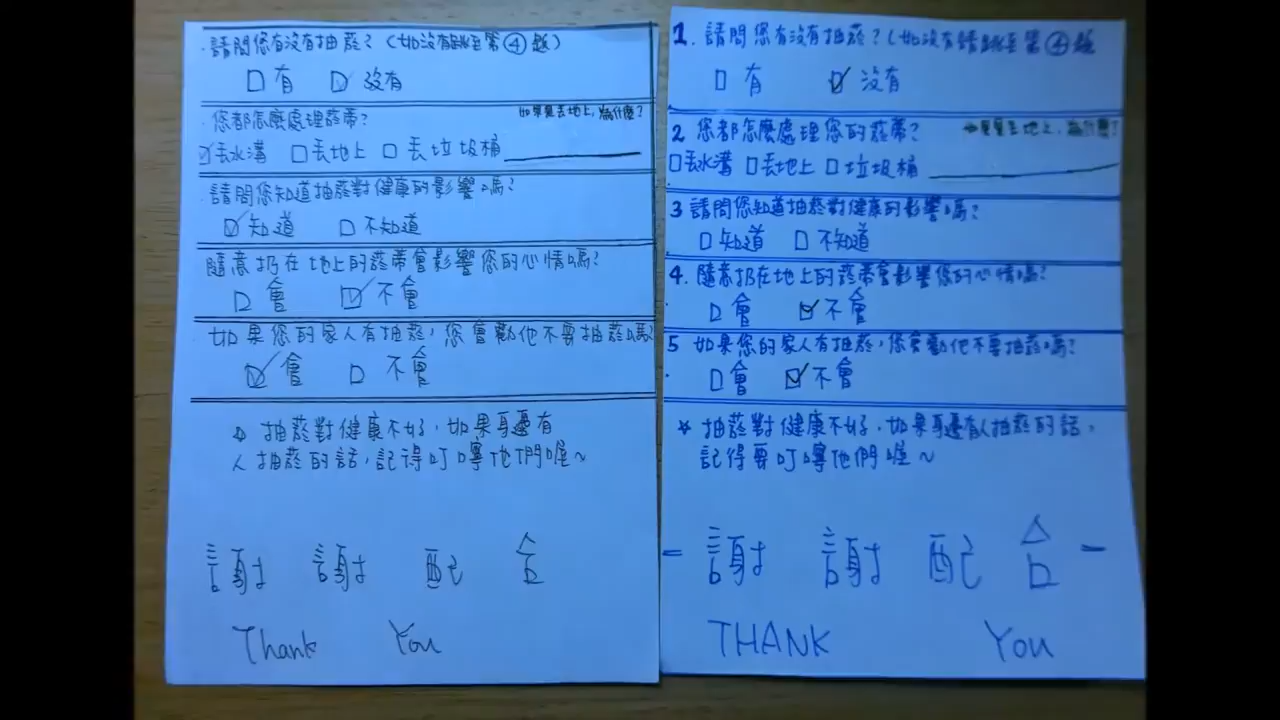 請問您有沒有抽菸？(如沒有跳至第④題)
□有 ☑沒有
您都怎麼處理菸蒂？ 如果是丟地上，為什麼？
☑丟水溝 □丟地上 □丟垃圾桶
請問您知道抽菸對健康的影響嗎？
☑知道 □不知道
隨意扔在地上的菸蒂會影響您的心情嗎？
□會 ☑不會
如果您的家人有抽菸，您會勸他不要抽菸嗎？
☑會 □不會
☆抽菸對健康不好，如果身邊有
人抽菸的話，記得叮嚀他們喔～
謝謝配合
Thank You
1. 請問您有沒有抽菸？(如沒有請跳至第④題
□有 ☑沒有
2 您都怎麼處理您的菸蒂？ 果是丟地上，為什麼？
□丟水溝 □丟地上 □垃圾桶
3 請問您知道抽菸對健康的影響嗎？
□知道 □不知道
4. 隨意扔在地上的菸蒂會影響您的心情嗎？
□會 ☑不會
5 如果您的家人有抽菸，您會勸他不要抽菸嗎？
□會 ☑不會
☆抽菸對健康不好，如果身邊有人抽菸的話，
記得要叮嚀他們喔～
-謝謝配合-
THANK You